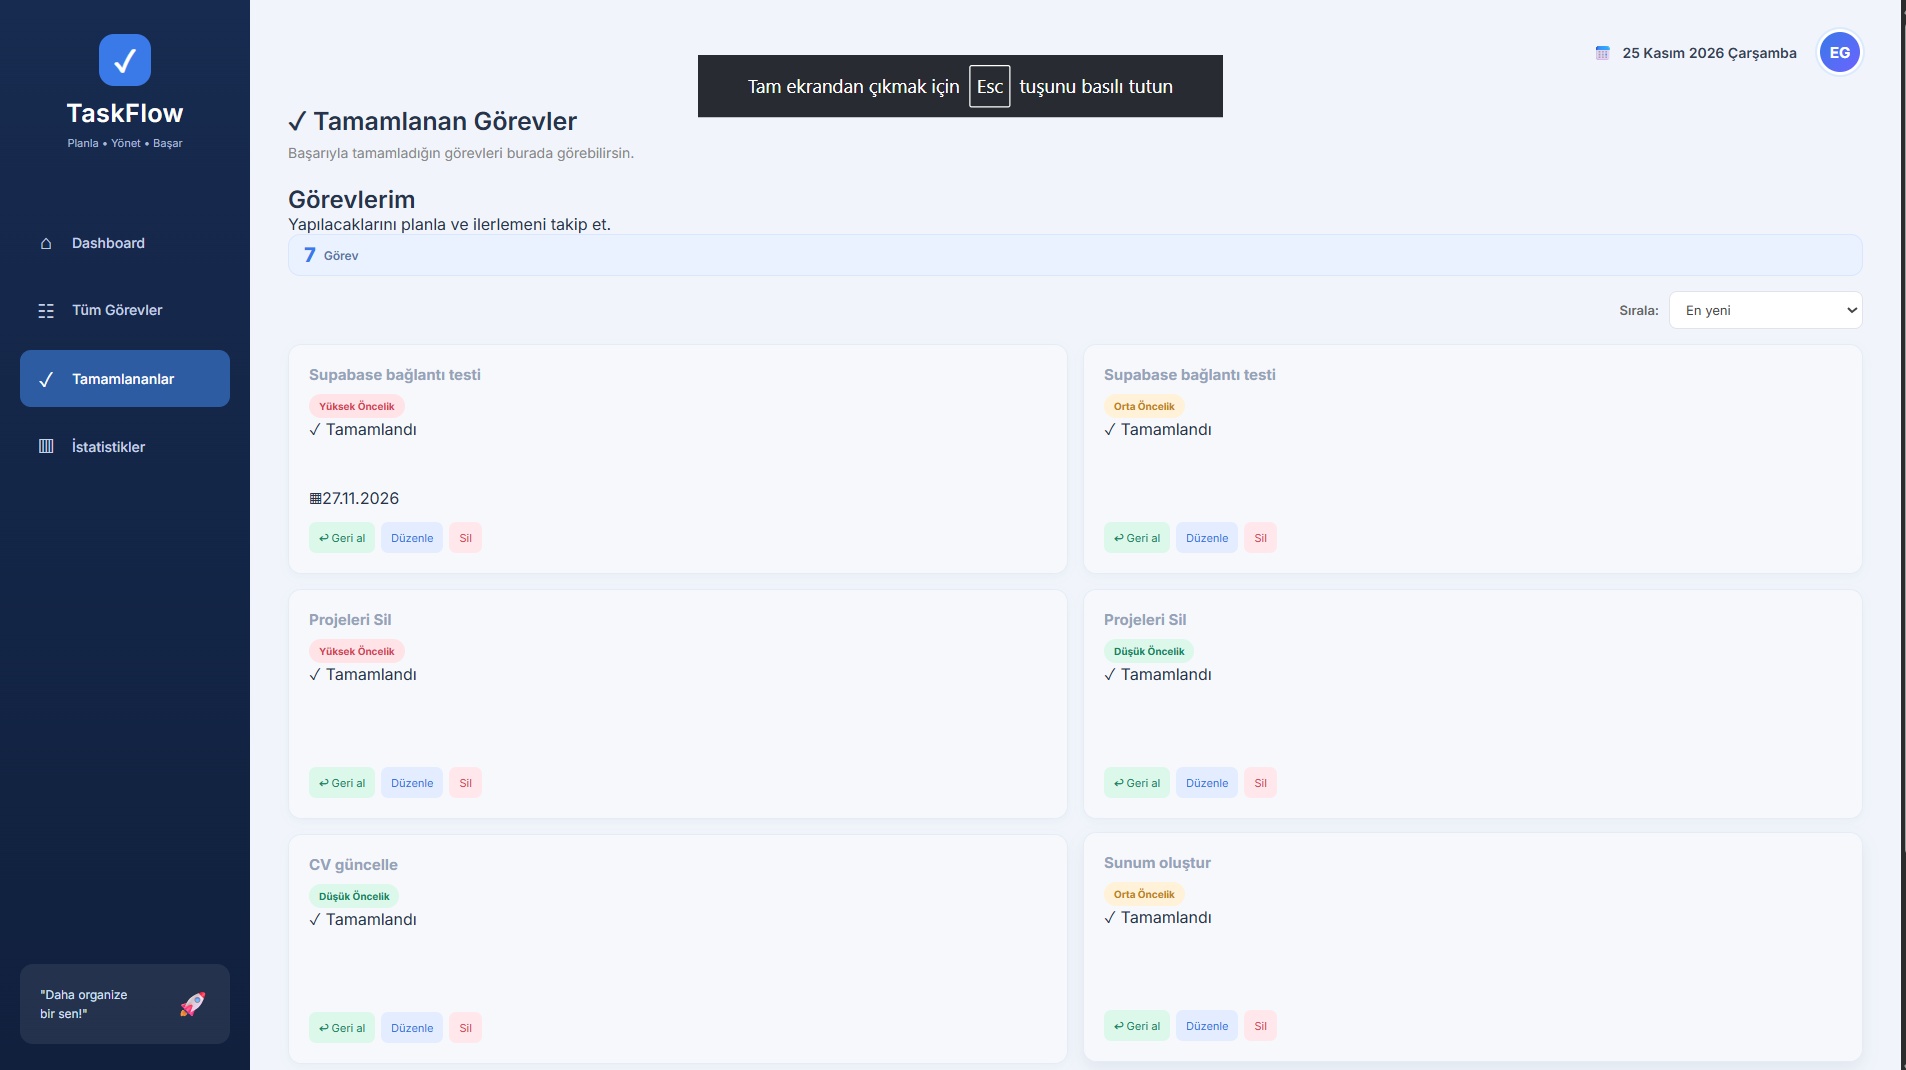 ✓
TaskFlow
Planla • Yönet • Başar
Dashboard
Tüm Görevler
✓ Tamamlananlar
İstatistikler
"Daha organize
bir sen!"
25 Kasım 2026 Çarşamba
EG
Tam ekrandan çıkmak için Esc tuşunu basılı tutun
✓ Tamamlanan Görevler
Başarıyla tamamladığın görevleri burada görebilirsin.
Görevlerim
Yapılacaklarını planla ve ilerlemeni takip et.
7 Görev
Sırala: En yeni
Supabase bağlantı testi
Yüksek Öncelik
✓ Tamamlandı
27.11.2026
↩ Geri al Düzenle Sil
Supabase bağlantı testi
Orta Öncelik
✓ Tamamlandı
↩ Geri al Düzenle Sil
Projeleri Sil
Yüksek Öncelik
✓ Tamamlandı
↩ Geri al Düzenle Sil
Projeleri Sil
Düşük Öncelik
✓ Tamamlandı
↩ Geri al Düzenle Sil
CV güncelle
Düşük Öncelik
✓ Tamamlandı
↩ Geri al Düzenle Sil
Sunum oluştur
Orta Öncelik
✓ Tamamlandı
↩ Geri al Düzenle Sil